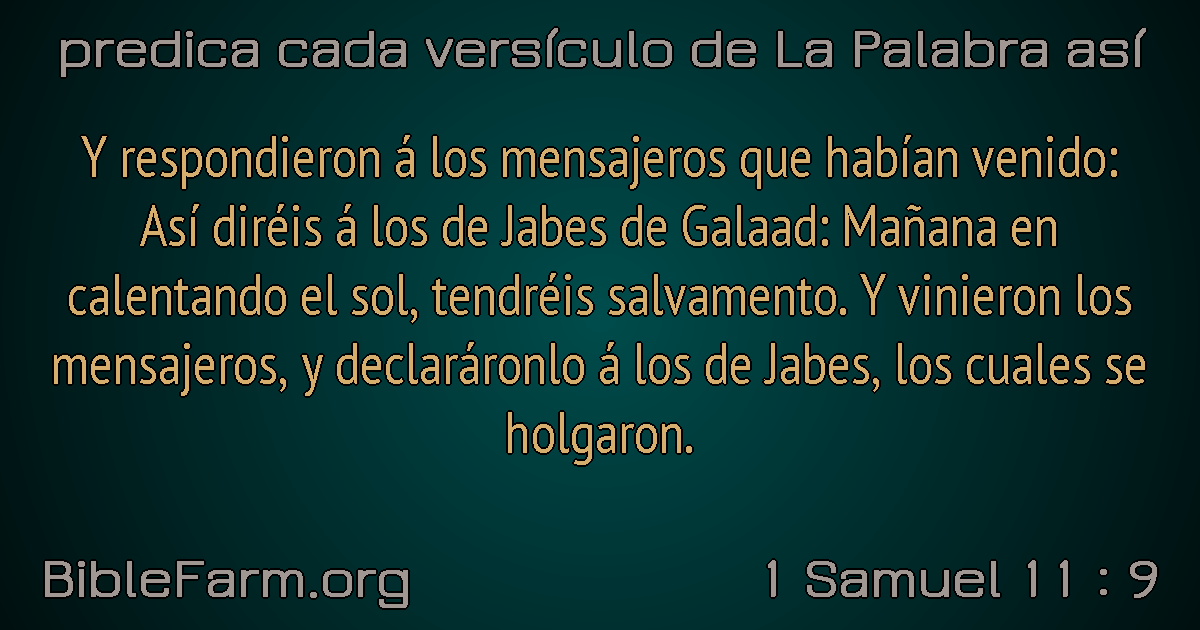 predica cada versículo de La Palabra así
Y respondieron á los mensajeros que habían venido:
Así diréis á los de Jabes de Galaad: Mañana en
calentando el sol, tendréis salvamento. Y vinieron los
mensajeros, y declaráronlo á los de Jabes, los cuales se
holgaron.
BibleFarm.org
1 Samuel 11 : 9